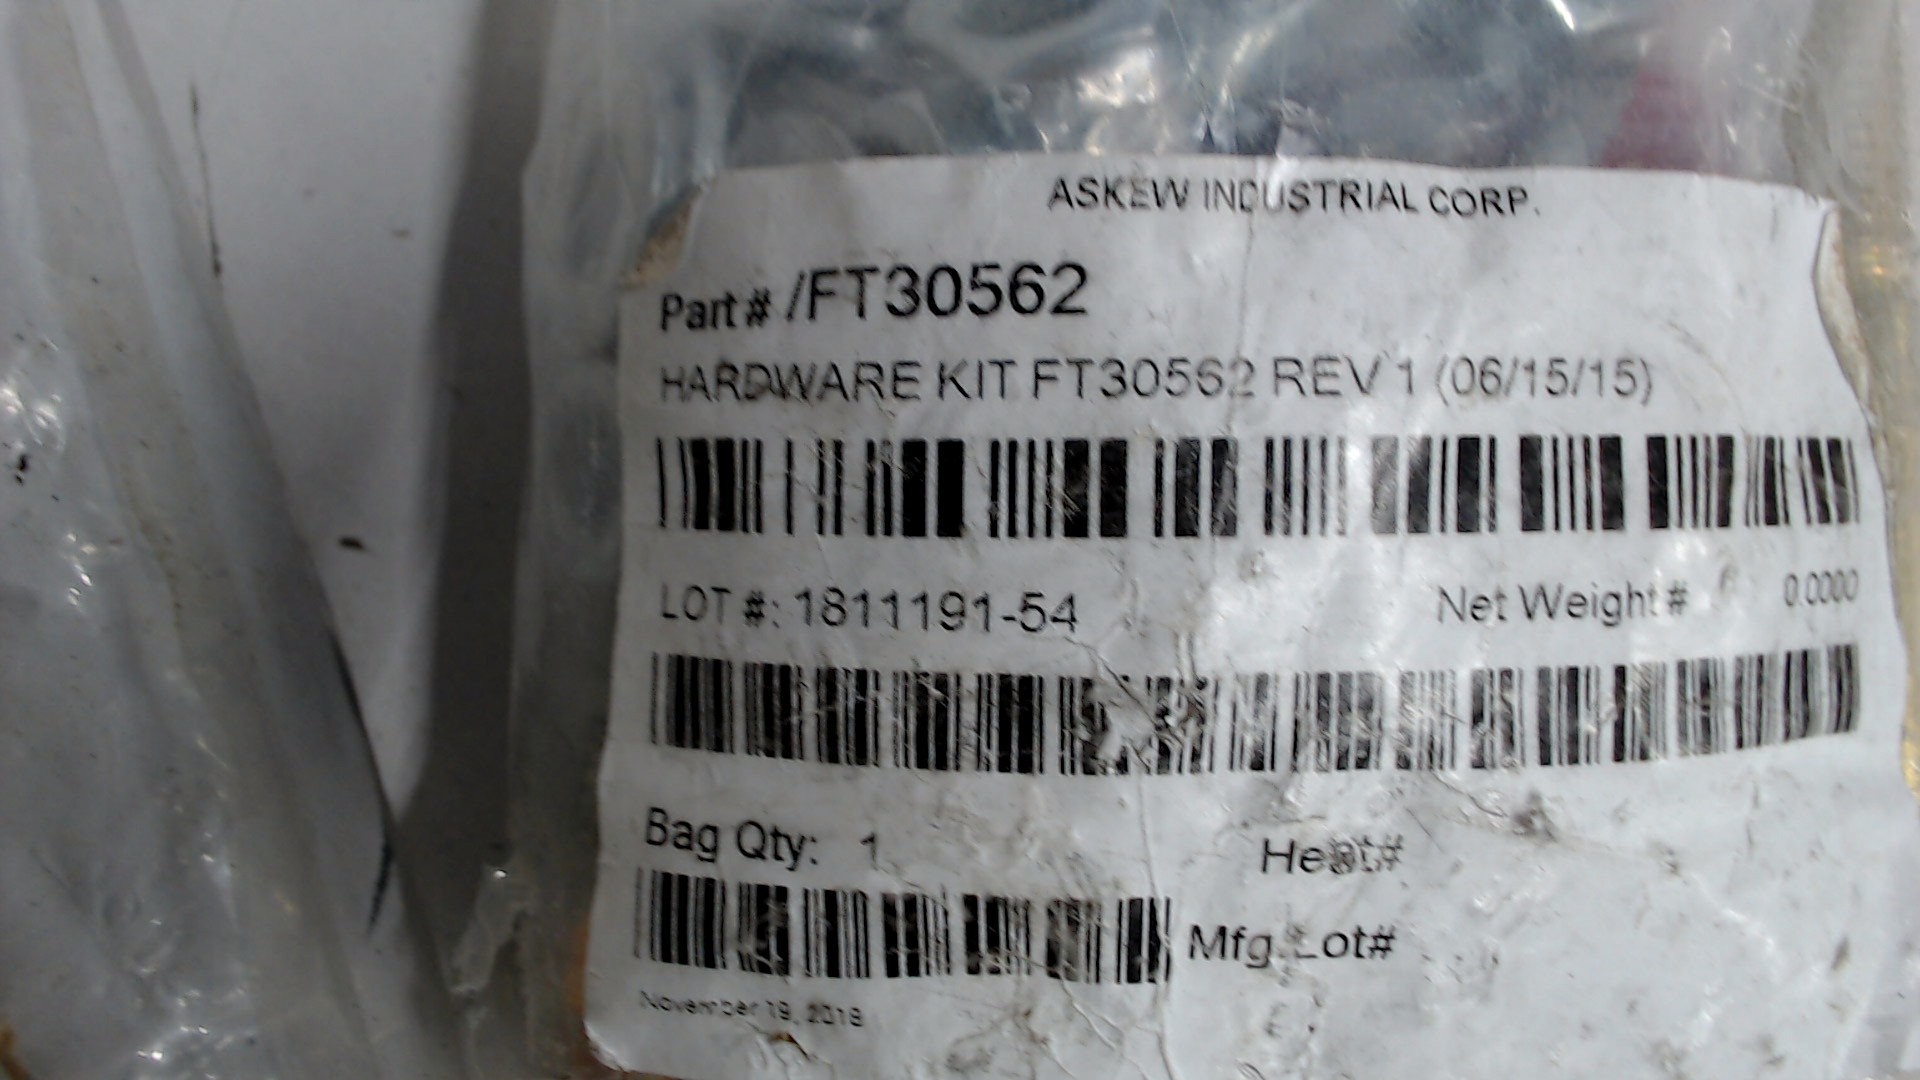 ASKEW INDUSTRIAL CORP.
Part# /FT30562
HARDWARE KIT FT30562 REV 1 (06/15/15)
LOT #: 1811191-54 Net Weight # 0.0000
Bag Qty: 1 Heat#
Mfg.Lot#
November 19, 2018